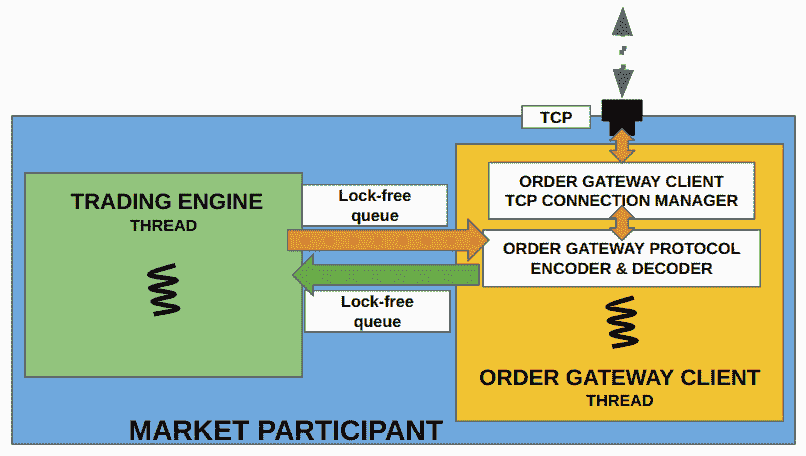 TCP
TRADING ENGINE
THREAD
Lock-free
queue
Lock-free
queue
ORDER GATEWAY CLIENT
TCP CONNECTION MANAGER
ORDER GATEWAY PROTOCOL
ENCODER & DECODER
ORDER GATEWAY CLIENT
THREAD
MARKET PARTICIPANT